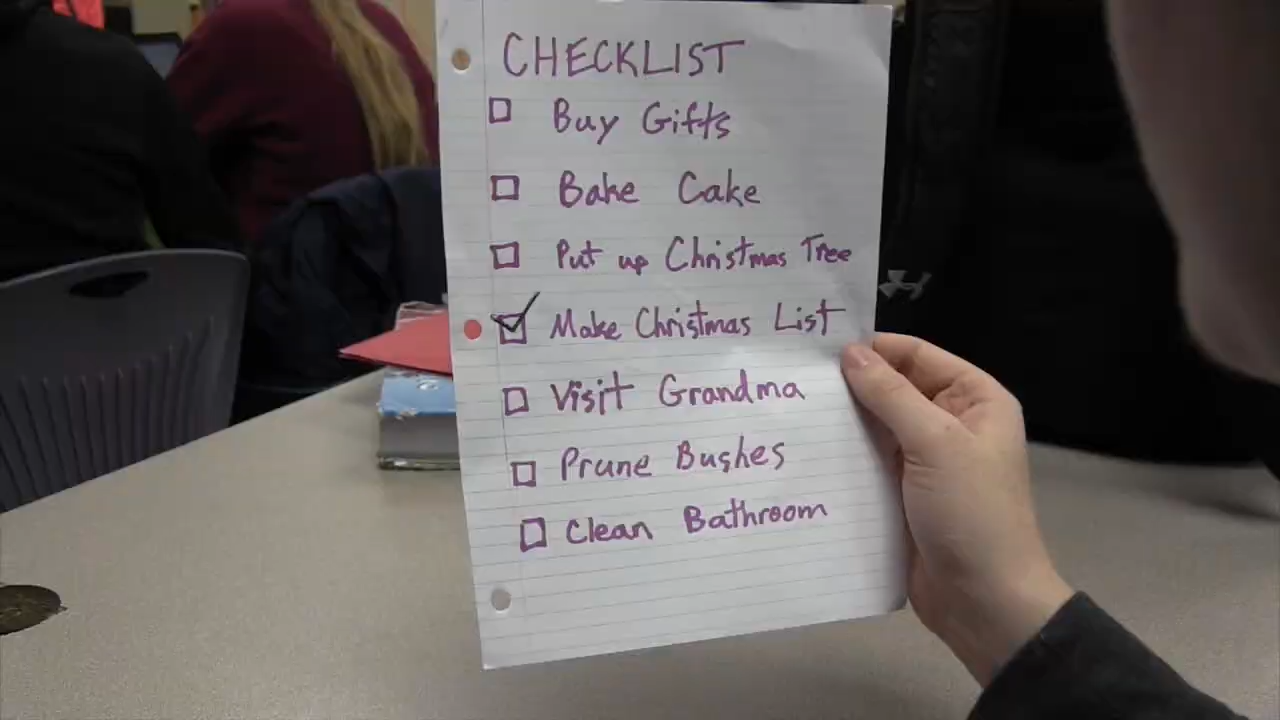 CHECKLIST
☐ Buy Gifts
☐ Bake Cake
☐ Put up Christmas Tree
☑ Make Christmas List
☐ Visit Grandma
☐ Prune Bushes
☐ Clean Bathroom